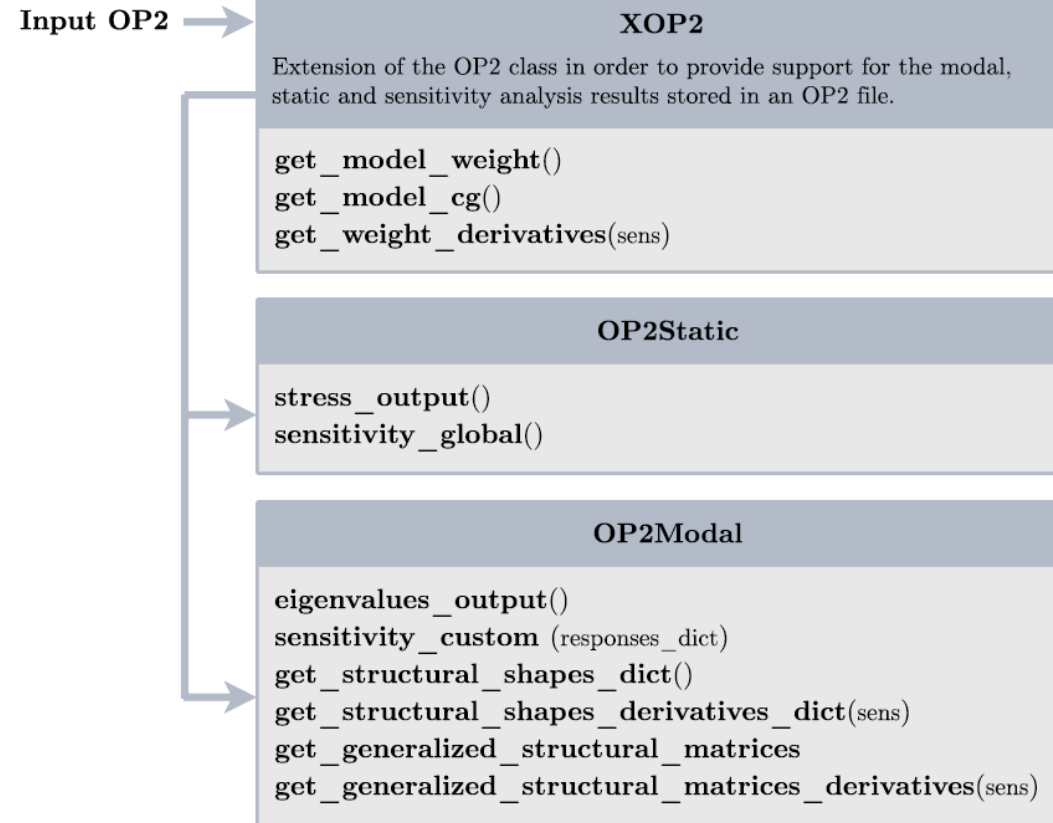 Input OP2
XOP2
Extension of the OP2 class in order to provide support for the modal,
static and sensitivity analysis results stored in an OP2 file.
get_model_weight()
get_model_cg()
get_weight_derivatives(sens)
OP2Static
stress_output()
sensitivity_global()
OP2Modal
eigenvalues_output()
sensitivity_custom (responses_dict)
get_structural_shapes_dict()
get_structural_shapes_derivatives_dict(sens)
get_generalized_structural_matrices
get_generalized_structural_matrices_derivatives(sens)